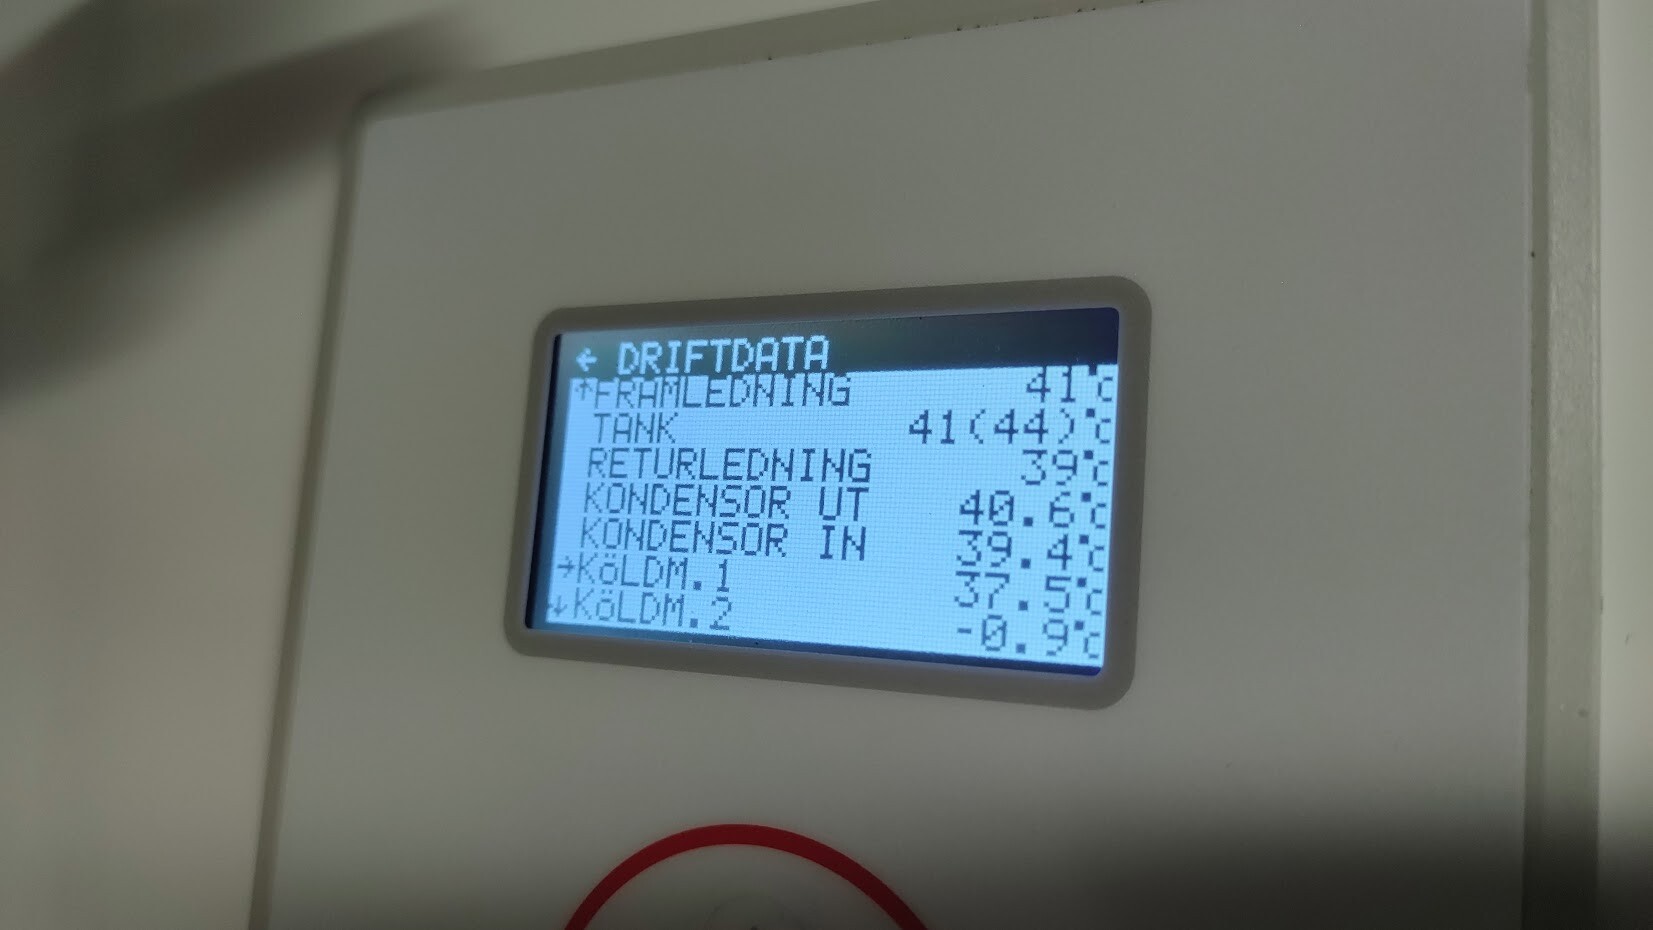 ← DRIFTDATA
↑FRAMLEDNING 41°C
TANK 41(44)°C
RETURLEDNING 39°C
KONDENSOR UT 40.6°C
KONDENSOR IN 39.4°C
→KöLDM.1 37.5°C
↓KöLDM.2 -0.9°C